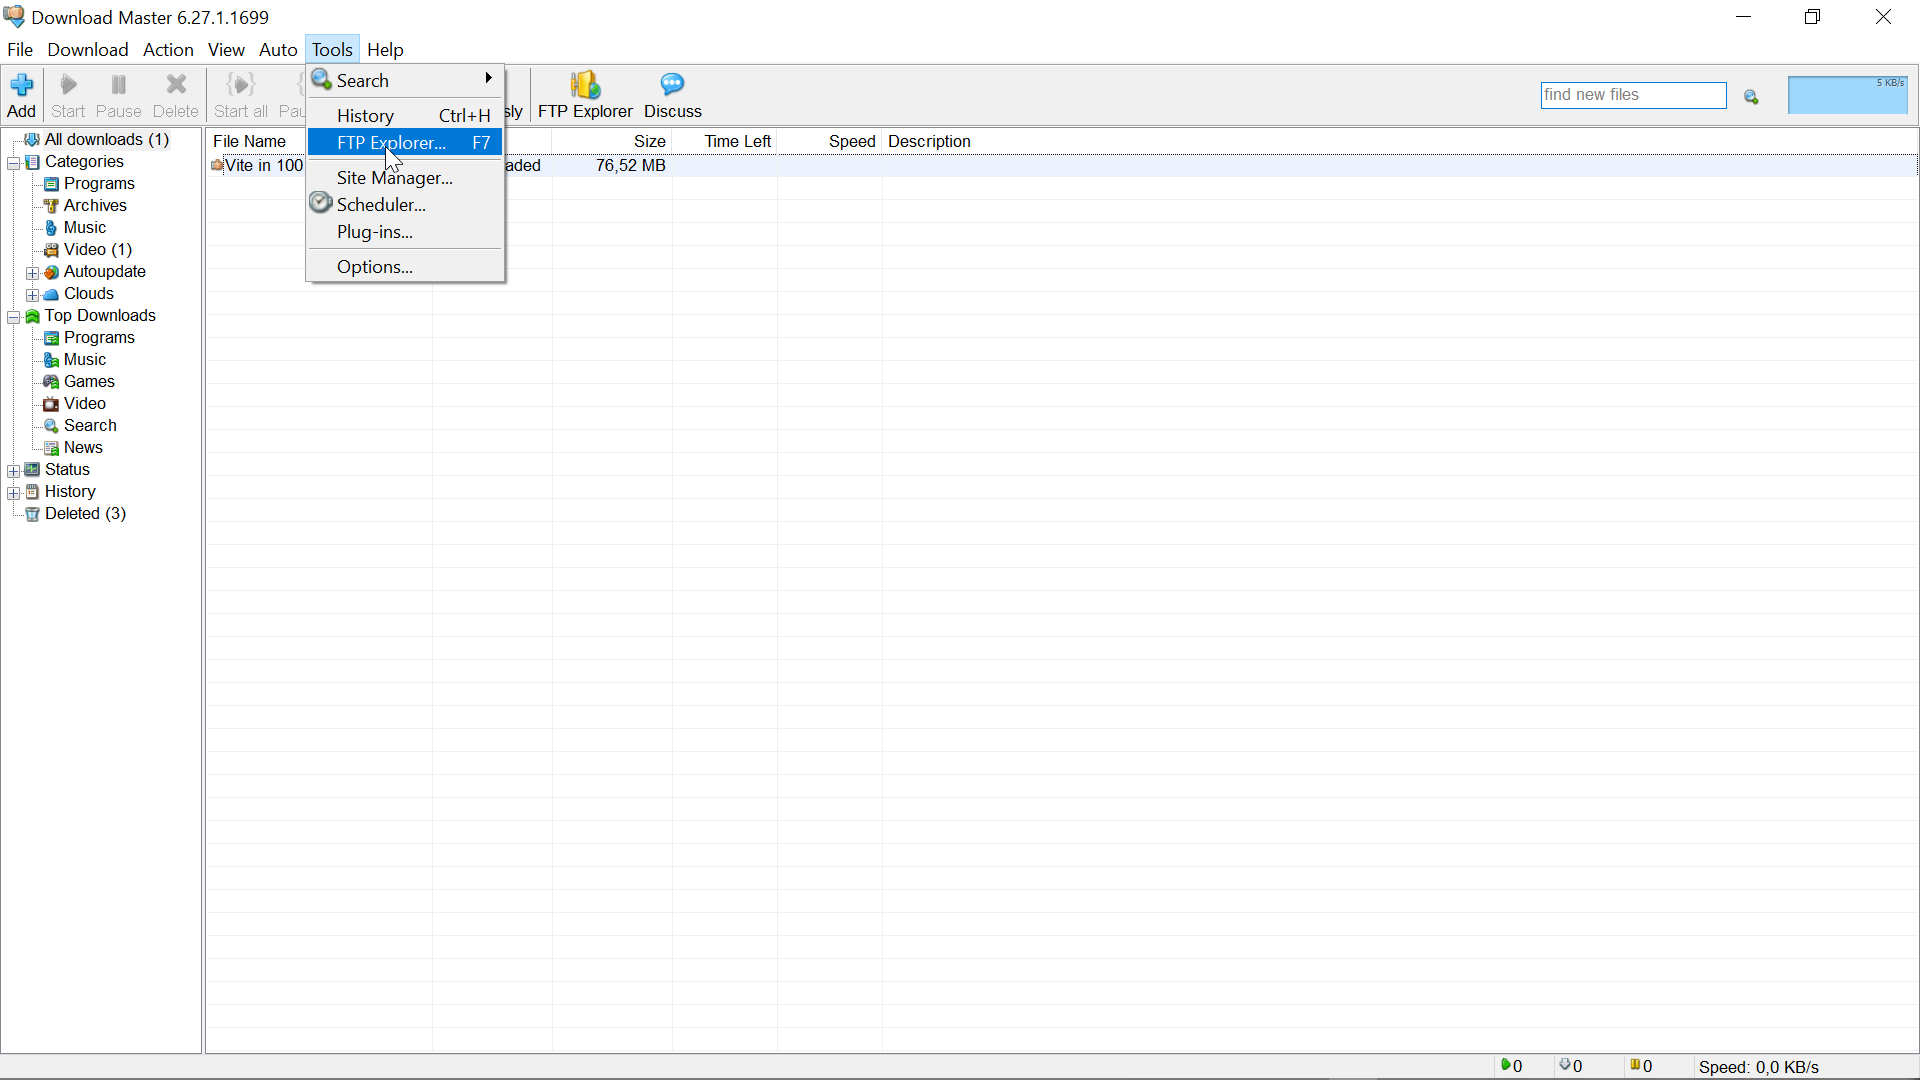 Download Master 6.27.1.1699
File Download Action View Auto Tools Help
Add Start Pause Delete Start all FTP Explorer Discuss
find new files
5 KB/s
Search
History Ctrl+H
FTP Explorer... F7
Site Manager...
Scheduler...
Plug-ins...
Options...
File Name Size Time Left Speed Description
Vite in 100 aded 76,52 MB
All downloads (1)
Categories
Programs
Archives
Music
Video (1)
Autoupdate
Clouds
Top Downloads
Programs
Music
Games
Video
Search
News
Status
History
Deleted (3)
0 0 0 Speed: 0,0 KB/s